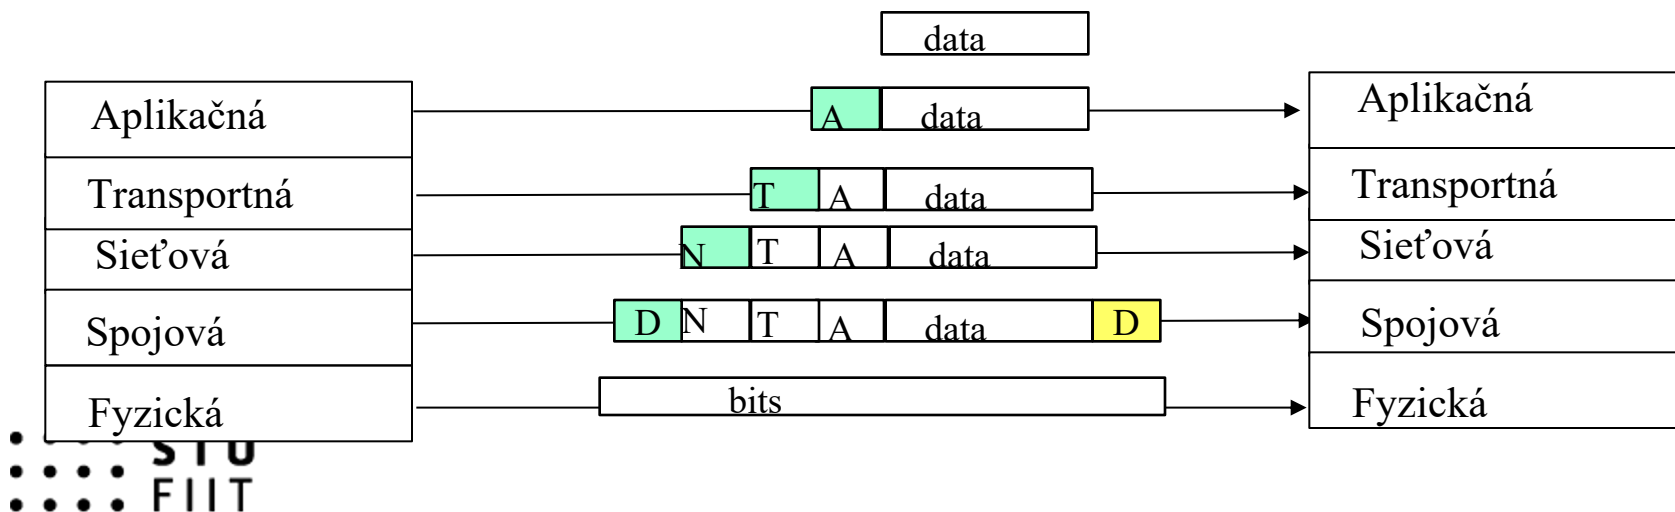 data
Aplikačná A data Aplikačná
Transportná T A data Transportná
Sieťová N T A data Sieťová
Spojová D N T A data D Spojová
Fyzická bits Fyzická
STU
FIIT